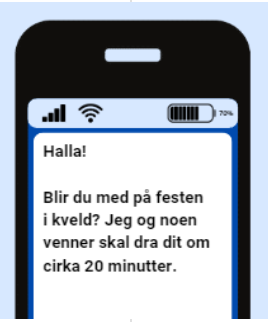 70%
Halla!
Blir du med på festen
i kveld? Jeg og noen
venner skal dra dit om
cirka 20 minutter.